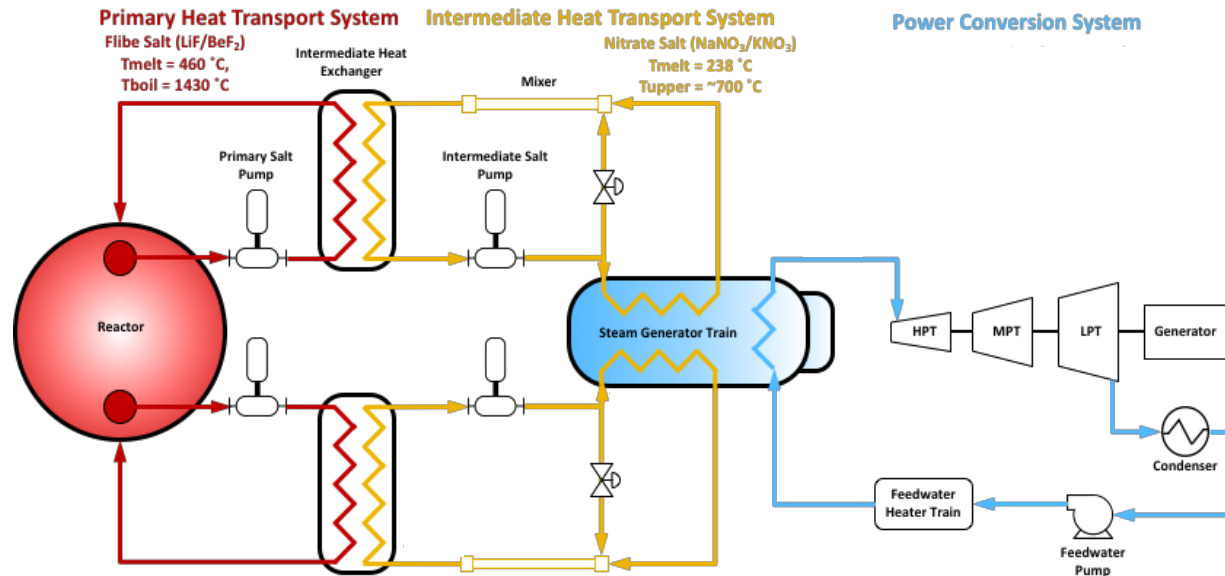 Primary Heat Transport System
Flibe Salt (LiF/BeF₂)
Tmelt = 460 ˚C,
Tboil = 1430 ˚C
Intermediate Heat Transport System
Nitrate Salt (NaNO₃/KNO₃)
Tmelt = 238 ˚C
Tupper = ~700 ˚C
Power Conversion System
Intermediate Heat
Exchanger
Mixer
Primary Salt
Pump
Intermediate Salt
Pump
Reactor
Steam Generator Train
HPT
MPT
LPT
Generator
Condenser
Feedwater
Heater Train
Feedwater
Pump